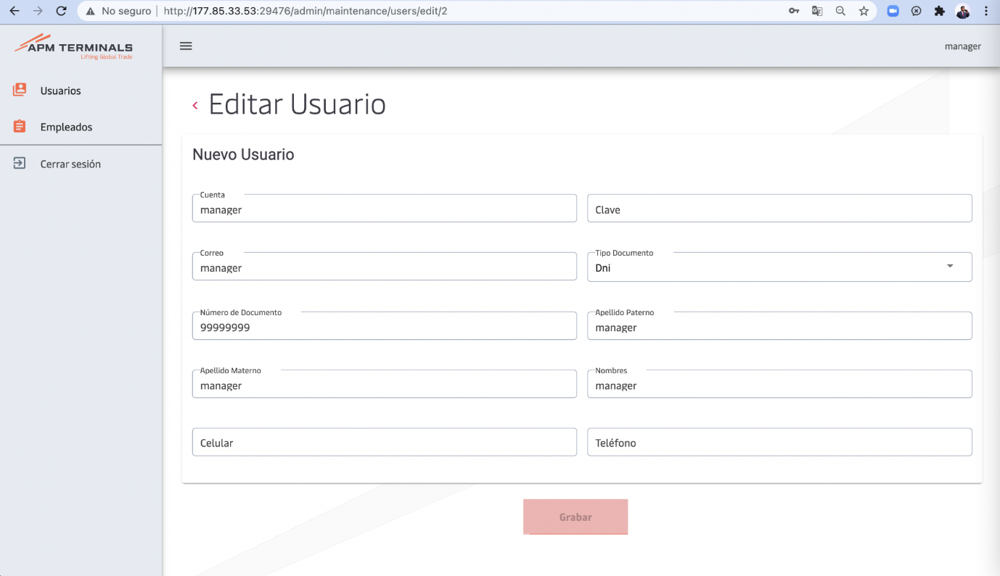 No seguro | http://177.85.33.53:29476/admin/maintenance/users/edit/2
APM TERMINALS
Lifting Global Trade
manager
Usuarios
Empleados
Cerrar sesión
Editar Usuario
Nuevo Usuario
Cuenta
manager
Clave
Correo
manager
Tipo Documento
Dni
Número de Documento
99999999
Apellido Paterno
manager
Apellido Materno
manager
Nombres
manager
Celular
Teléfono
Grabar